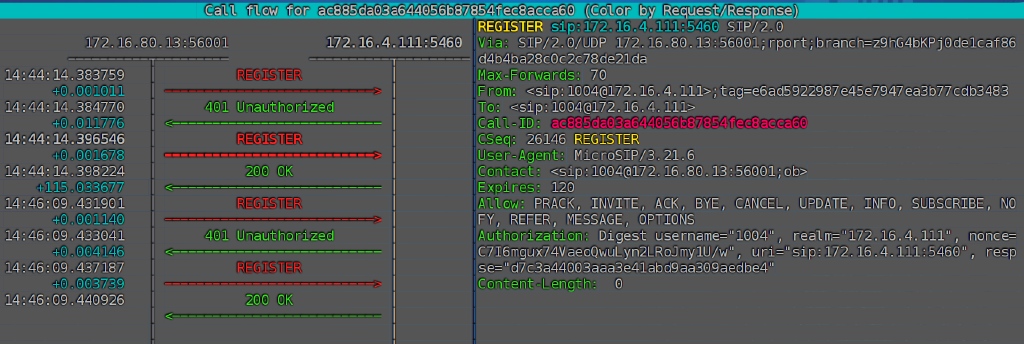 Call flow for ac885da03a644056b87854fec8acca60 (Color by Request/Response)
172.16.80.13:56001 172.16.4.111:5460
14:44:14.383759 REGISTER
+0.001011
14:44:14.384770 401 Unauthorized
+0.011776
14:44:14.396546 REGISTER
+0.001678
14:44:14.398224 200 OK
+115.033677
14:46:09.431901 REGISTER
+0.001140
14:46:09.433041 401 Unauthorized
+0.004146
14:46:09.437187 REGISTER
+0.003739
14:46:09.440926 200 OK
REGISTER sip:172.16.4.111:5460 SIP/2.0
Via: SIP/2.0/UDP 172.16.80.13:56001;rport;branch=z9hG4bKPj0de1caf86
d4b4ba28c0c2c78de21da
Max-Forwards: 70
From: <sip:1004@172.16.4.111>;tag=e6ad5922987e45e7947ea3b77cdb3483
To: <sip:1004@172.16.4.111>
Call-ID: ac885da03a644056b87854fec8acca60
CSeq: 26146 REGISTER
User-Agent: MicroSIP/3.21.6
Contact: <sip:1004@172.16.80.13:56001;ob>
Expires: 120
Allow: PRACK, INVITE, ACK, BYE, CANCEL, UPDATE, INFO, SUBSCRIBE, NO
FY, REFER, MESSAGE, OPTIONS
Authorization: Digest username="1004", realm="172.16.4.111", nonce=
C7I6mgux74VaecQwuLyn2LRoJmy1U/w", uri="sip:172.16.4.111:5460", resp
se="d7c3a44003aaa3e41abd9aa309aedbe4"
Content-Length: 0